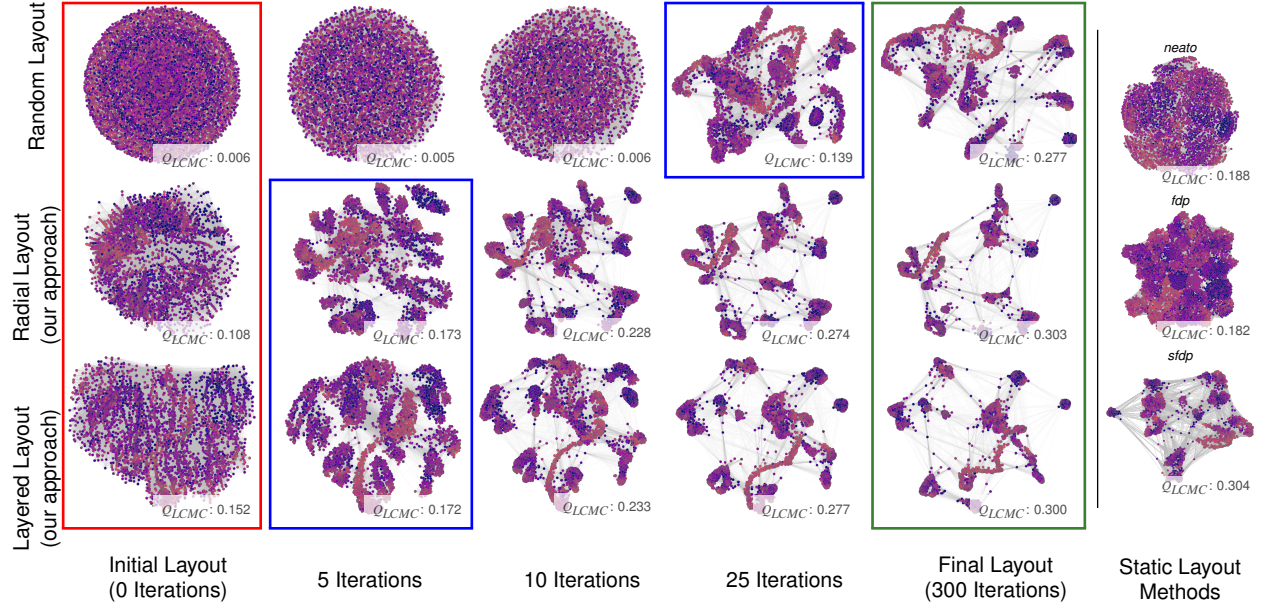 Random Layout
Q_LCMC: 0.006
Q_LCMC: 0.005
Q_LCMC: 0.006
Q_LCMC: 0.139
Q_LCMC: 0.277
neato
Q_LCMC: 0.188
Radial Layout
(our approach)
Q_LCMC: 0.108
Q_LCMC: 0.173
Q_LCMC: 0.228
Q_LCMC: 0.274
Q_LCMC: 0.303
fdp
Q_LCMC: 0.182
Layered Layout
(our approach)
Q_LCMC: 0.152
Q_LCMC: 0.172
Q_LCMC: 0.233
Q_LCMC: 0.277
Q_LCMC: 0.300
sfdp
Q_LCMC: 0.304
Initial Layout
(0 Iterations)
5 Iterations
10 Iterations
25 Iterations
Final Layout
(300 Iterations)
Static Layout
Methods